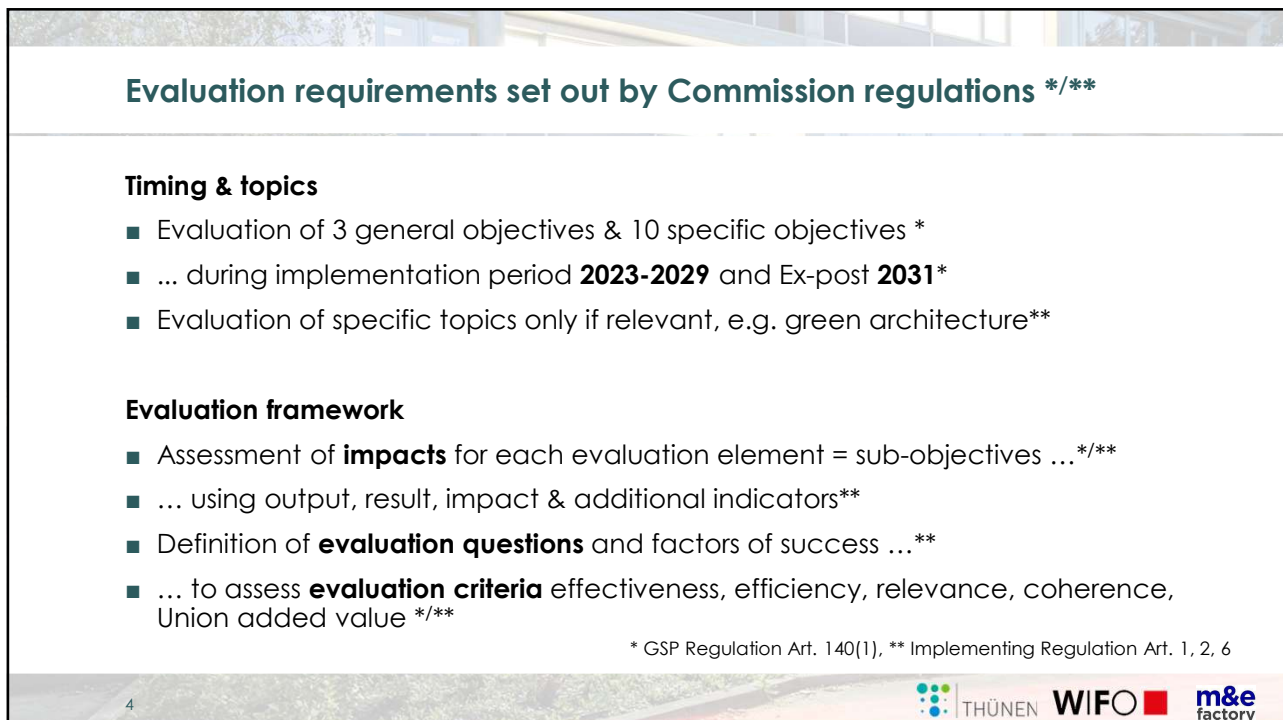 Evaluation requirements set out by Commission regulations */**
Timing & topics
■ Evaluation of 3 general objectives & 10 specific objectives *
■ ... during implementation period 2023-2029 and Ex-post 2031*
■ Evaluation of specific topics only if relevant, e.g. green architecture**
Evaluation framework
■ Assessment of impacts for each evaluation element = sub-objectives …*/**
■ … using output, result, impact & additional indicators**
■ Definition of evaluation questions and factors of success …**
■ … to assess evaluation criteria effectiveness, efficiency, relevance, coherence,
Union added value */**
* GSP Regulation Art. 140(1), ** Implementing Regulation Art. 1, 2, 6
4
THÜNEN WIFO m&e
factory